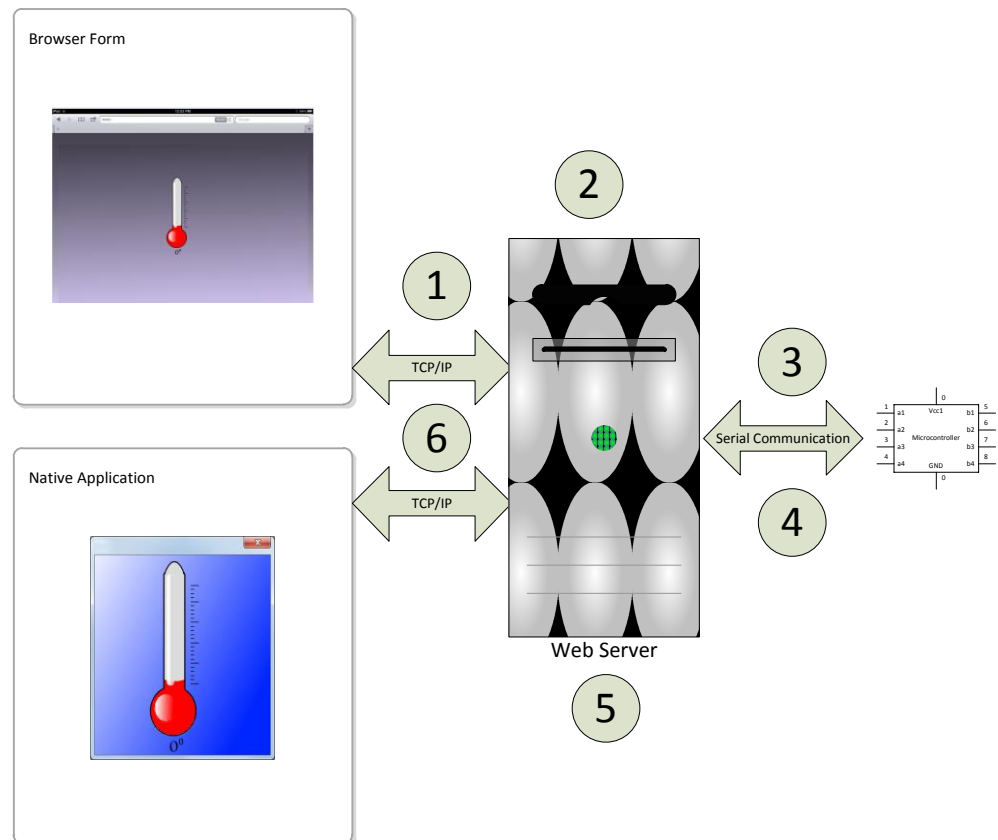 Browser Form
0°
2
1
TCP/IP
3
6
Serial Communication
TCP/IP
4
0
Vcc1
1 a1 b1 5
2 a2 b2 6
3 a3 Microcontroller b3 7
4 a4 b4 8
GND
0
Native Application
0⁰
Web Server
5